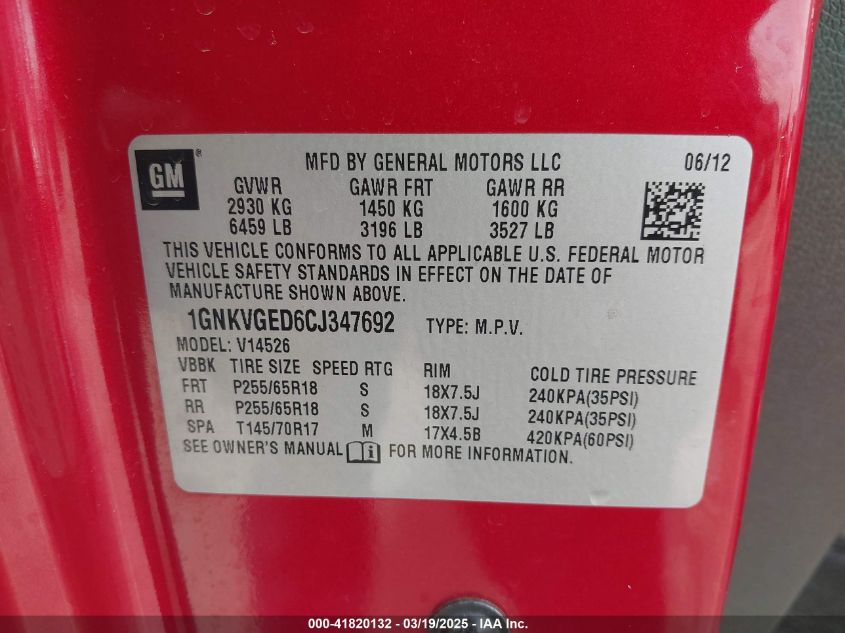 GM ® MFD BY GENERAL MOTORS LLC 06/12
GVWR GAWR FRT GAWR RR
2930 KG 1450 KG 1600 KG
6459 LB 3196 LB 3527 LB
THIS VEHICLE CONFORMS TO ALL APPLICABLE U.S. FEDERAL MOTOR
VEHICLE SAFETY STANDARDS IN EFFECT ON THE DATE OF
MANUFACTURE SHOWN ABOVE.
1GNKVGED6CJ347692 TYPE: M.P.V.
MODEL: V14526
VBBK TIRE SIZE SPEED RTG RIM COLD TIRE PRESSURE
FRT P255/65R18 S 18X7.5J 240KPA(35PSI)
RR P255/65R18 S 18X7.5J 240KPA(35PSI)
SPA T145/70R17 M 17X4.5B 420KPA(60PSI)
SEE OWNER'S MANUAL i FOR MORE INFORMATION.
000-41820132 — 03/19/2025 — IAA Inc.